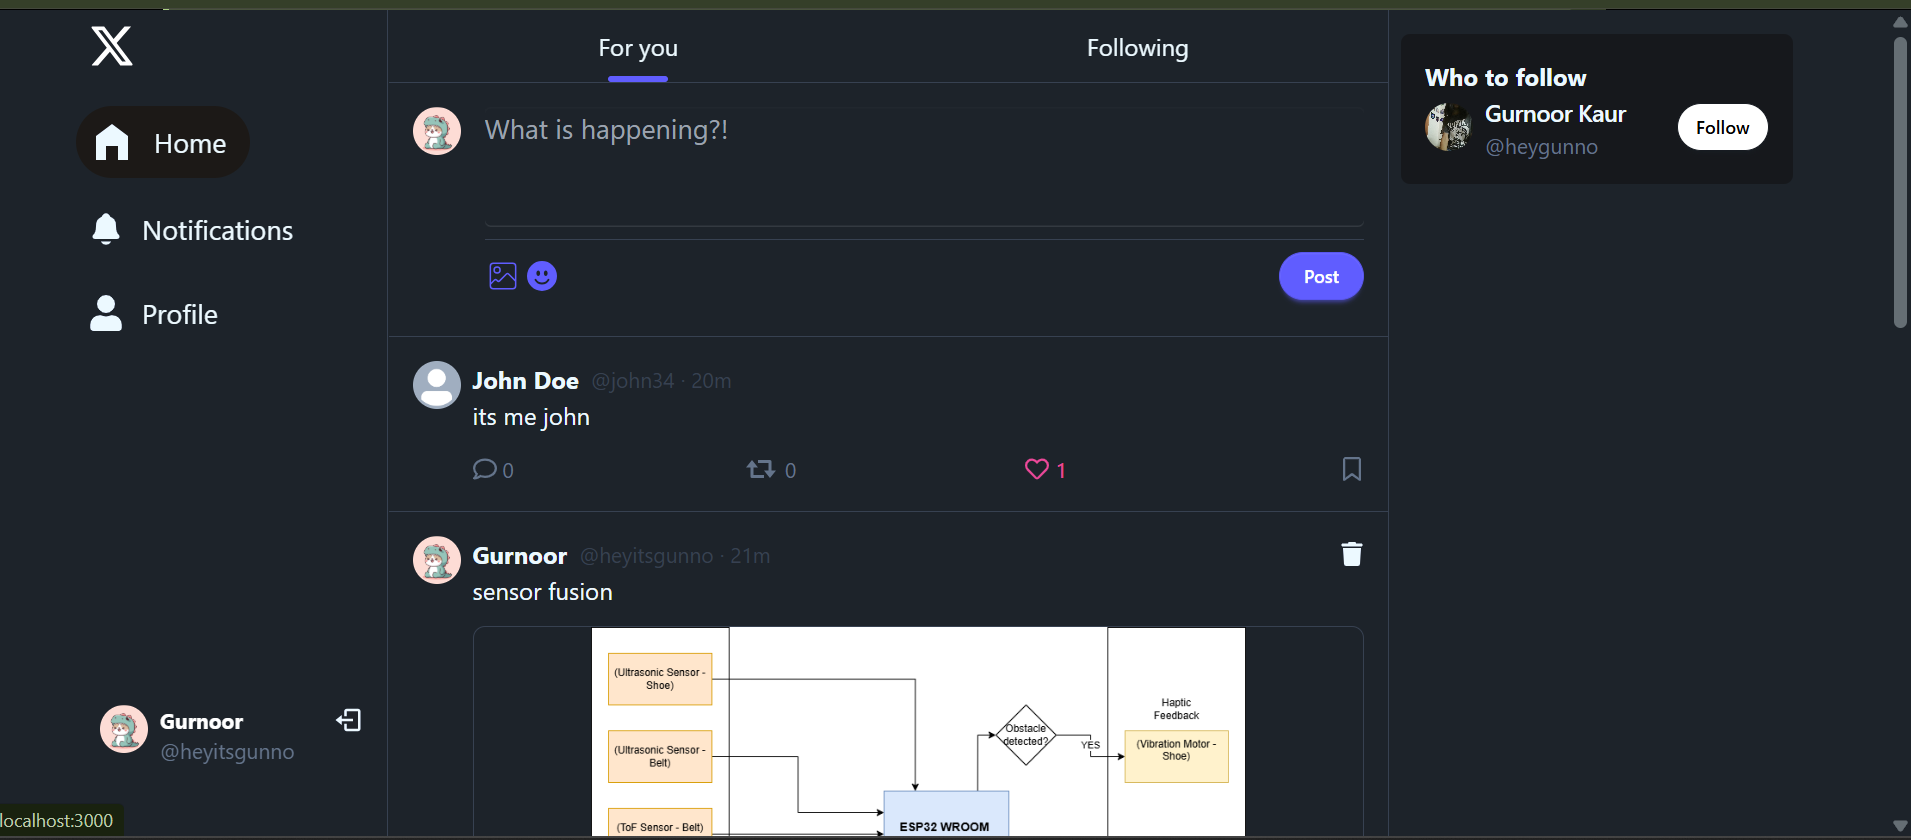 Home
Notifications
Profile
Gurnoor
@heyitsgunno
localhost:3000
For you
Following
What is happening?!
Post
John Doe @john34 · 20m
its me john
0
0
1
Gurnoor @heyitsgunno · 21m
sensor fusion
(Ultrasonic Sensor -
Shoe)
(Ultrasonic Sensor -
Belt)
(ToF Sensor - Belt)
Obstacle
detected?
YES
Haptic
Feedback
(Vibration Motor -
Shoe)
ESP32 WROOM
Who to follow
Gurnoor Kaur
@heygunno
Follow